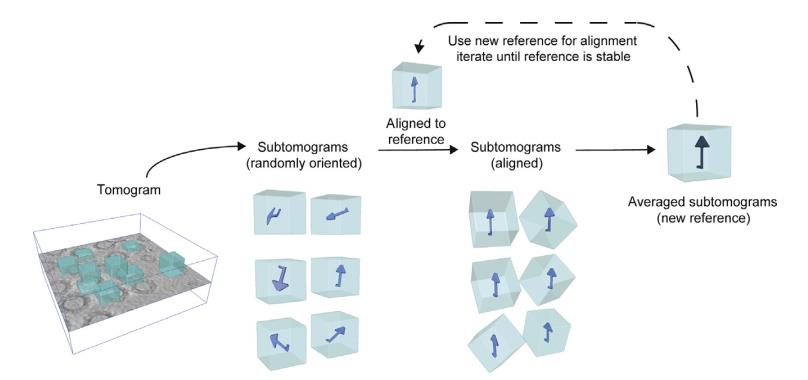 Use new reference for alignment
iterate until reference is stable
Aligned to
reference
Subtomograms
(randomly oriented)
Subtomograms
(aligned)
Tomogram
Averaged subtomograms
(new reference)